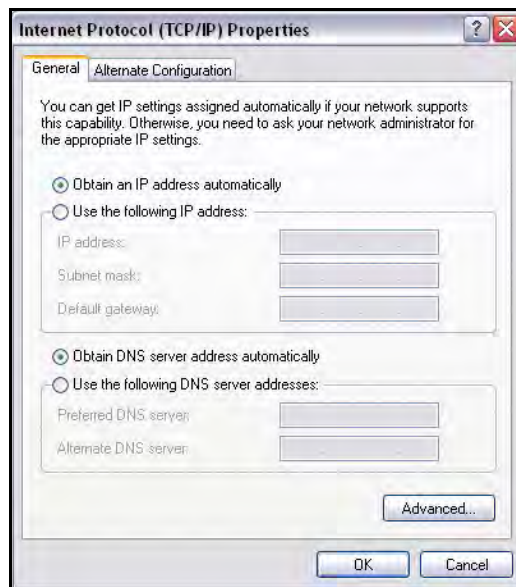 Internet Protocol (TCP/IP) Properties
General
Alternate Configuration
You can get IP settings assigned automatically if your network supports
this capability. Otherwise, you need to ask your network administrator for
the appropriate IP settings.
Obtain an IP address automatically
Use the following IP address:
IP address:
Subnet mask:
Default gateway:
Obtain DNS server address automatically
Use the following DNS server addresses:
Preferred DNS server:
Alternate DNS server:
Advanced...
OK
Cancel